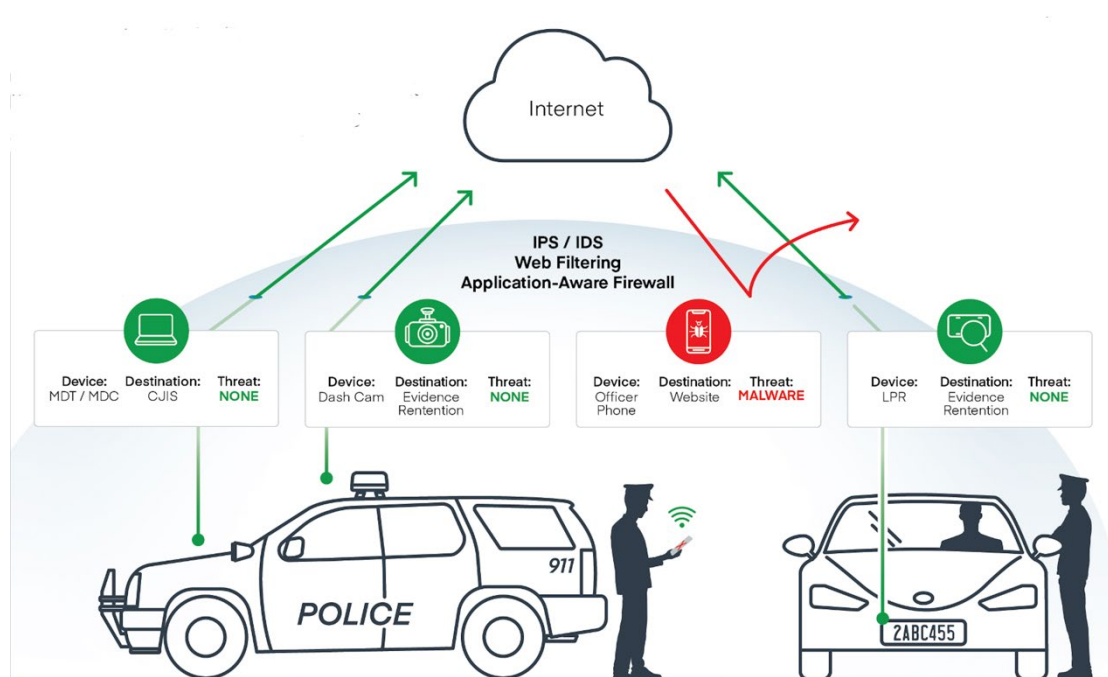 Internet
IPS / IDS
Web Filtering
Application-Aware Firewall
Device:
MDT / MDC
Destination:
CJIS
Threat:
NONE
Device:
Dash Cam
Destination:
Evidence
Rentention
Threat:
NONE
Device:
Officer
Phone
Destination:
Website
Threat:
MALWARE
Device:
LPR
Destination:
Evidence
Rentention
Threat:
NONE
911
POLICE
2ABC455